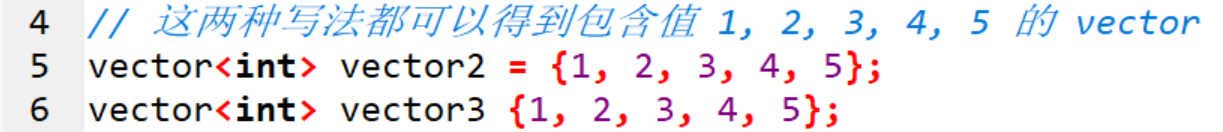 4 // 这两种写法都可以得到包含值 1, 2, 3, 4, 5 的 vector
5 vector<int> vector2 = {1, 2, 3, 4, 5};
6 vector<int> vector3 {1, 2, 3, 4, 5};